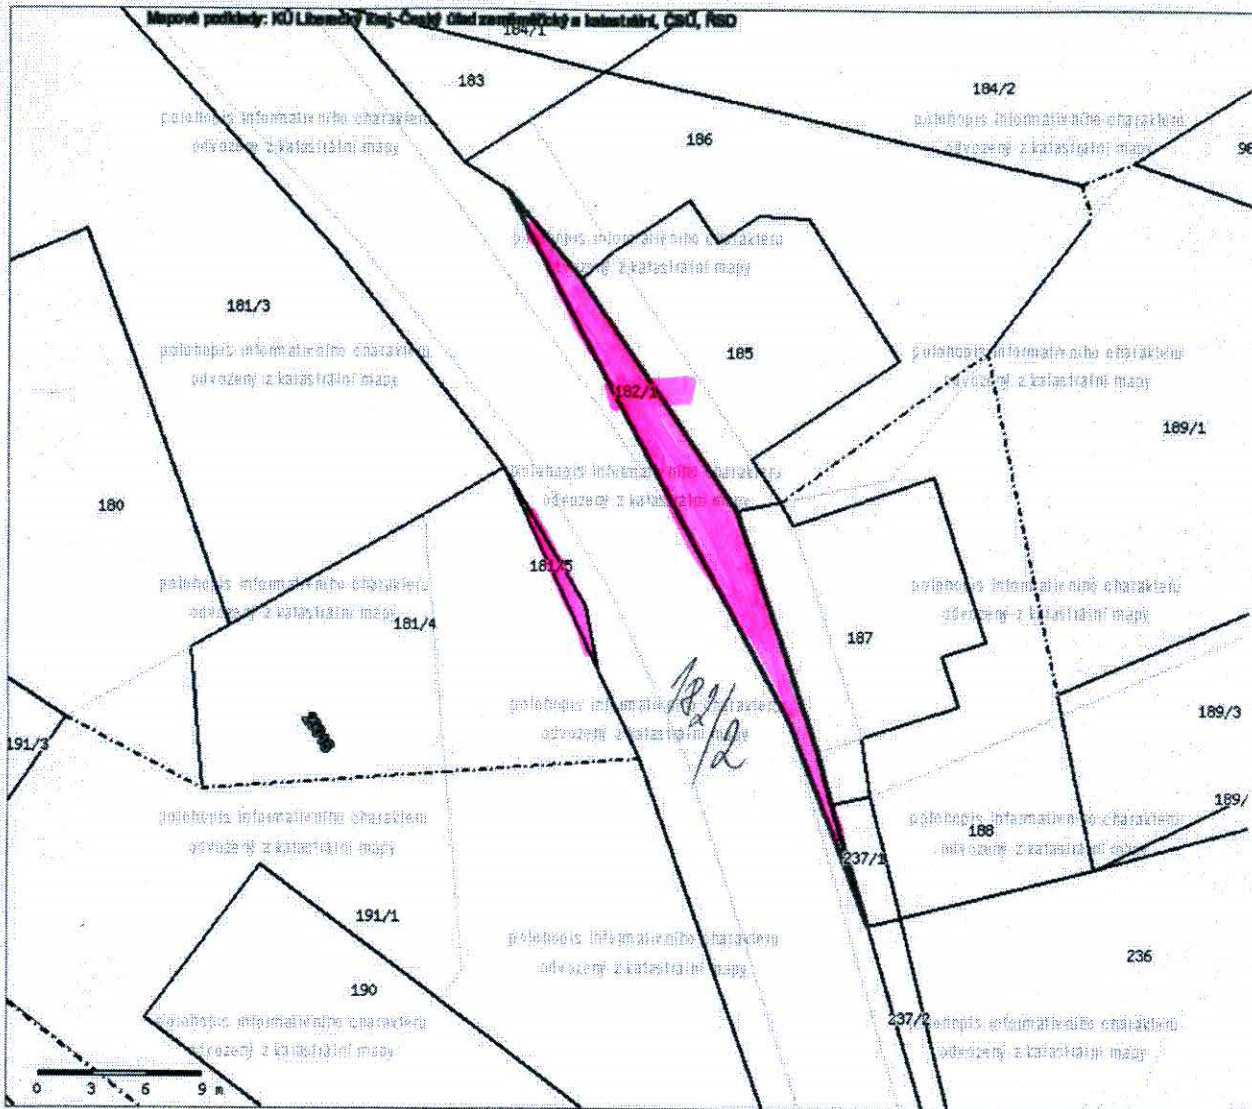 Mapové podklady: KÚ Liberecký kraj, Český úřad zeměměřický a katastrální, ČSÚ, ŘSD
184/1
183
184/2
polohopis informativního charakteru
odvozený z katastrální mapy
186
polohopis informativního charakteru
odvozený z katastrální mapy
98
polohopis informativního charakteru
odvozený z katastrální mapy
181/3
polohopis informativního charakteru
odvozený z katastrální mapy
185
polohopis informativního charakteru
odvozený z katastrální mapy
182/1
189/1
polohopis informativního charakteru
odvozený z katastrální mapy
180
181/5
polohopis informativního charakteru
odvozený z katastrální mapy
polohopis informativního charakteru
odvozený z katastrální mapy
181/4
187
182/2
polohopis informativního charakteru
odvozený z katastrální mapy
189/3
191/3
189/
polohopis informativního charakteru
odvozený z katastrální mapy
polohopis informativního charakteru
odvozený z katastrální mapy
188
237/1
191/1
polohopis informativního charakteru
odvozený z katastrální mapy
236
190
237/2
polohopis informativního charakteru
odvozený z katastrální mapy
polohopis informativního charakteru
odvozený z katastrální mapy
0 3 6 9 m